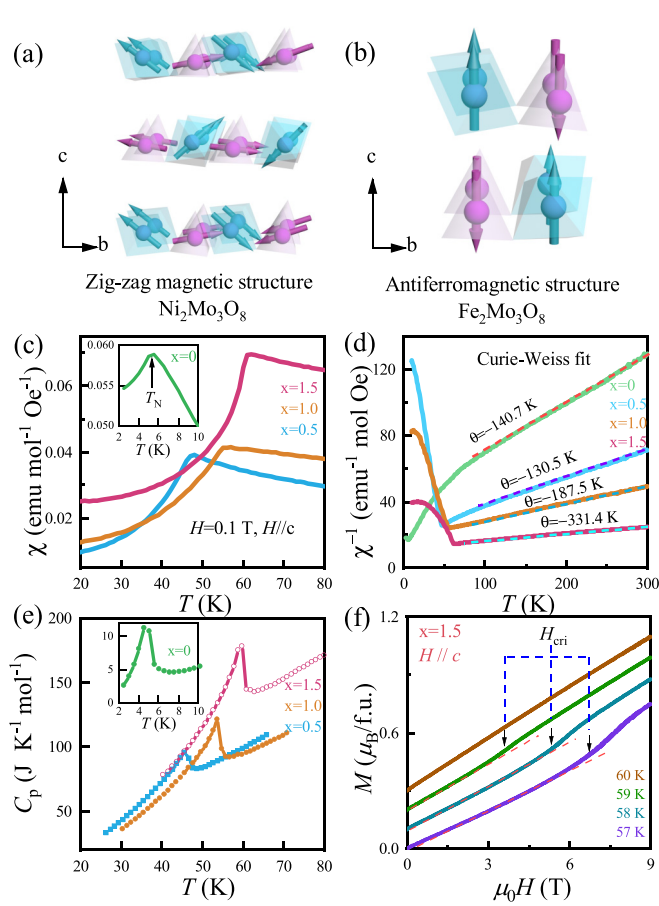 (a)
(b)
c
b
c
b
Zig-zag magnetic structure
Ni₂Mo₃O₈
Antiferromagnetic structure
Fe₂Mo₃O₈
(c)
0.060
0.055
0.050
x=0
T_N
2 4 6 8 10
T (K)
x=1.5
x=1.0
x=0.5
0.06
0.04
0.02
χ (emu mol⁻¹ Oe⁻¹)
H=0.1 T, H//c
20 30 40 50 60 70 80
T (K)
(d)
Curie-Weiss fit
x=0
x=0.5
x=1.0
x=1.5
θ=−140.7 K
θ=−130.5 K
θ=−187.5 K
θ=−331.4 K
120
80
40
0
χ⁻¹ (emu⁻¹ mol Oe)
0 100 200 300
T (K)
(e)
200
150
100
50
C_p (J K⁻¹ mol⁻¹)
10
5
0
x=0
2 4 6 8 10
T (K)
x=1.5
x=1.0
x=0.5
20 30 40 50 60 70 80
T (K)
(f)
x=1.5
H // c
H_cri
1.2
0.6
0.0
M (μ_B/f.u.)
60 K
59 K
58 K
57 K
0 3 6 9
μ₀H (T)